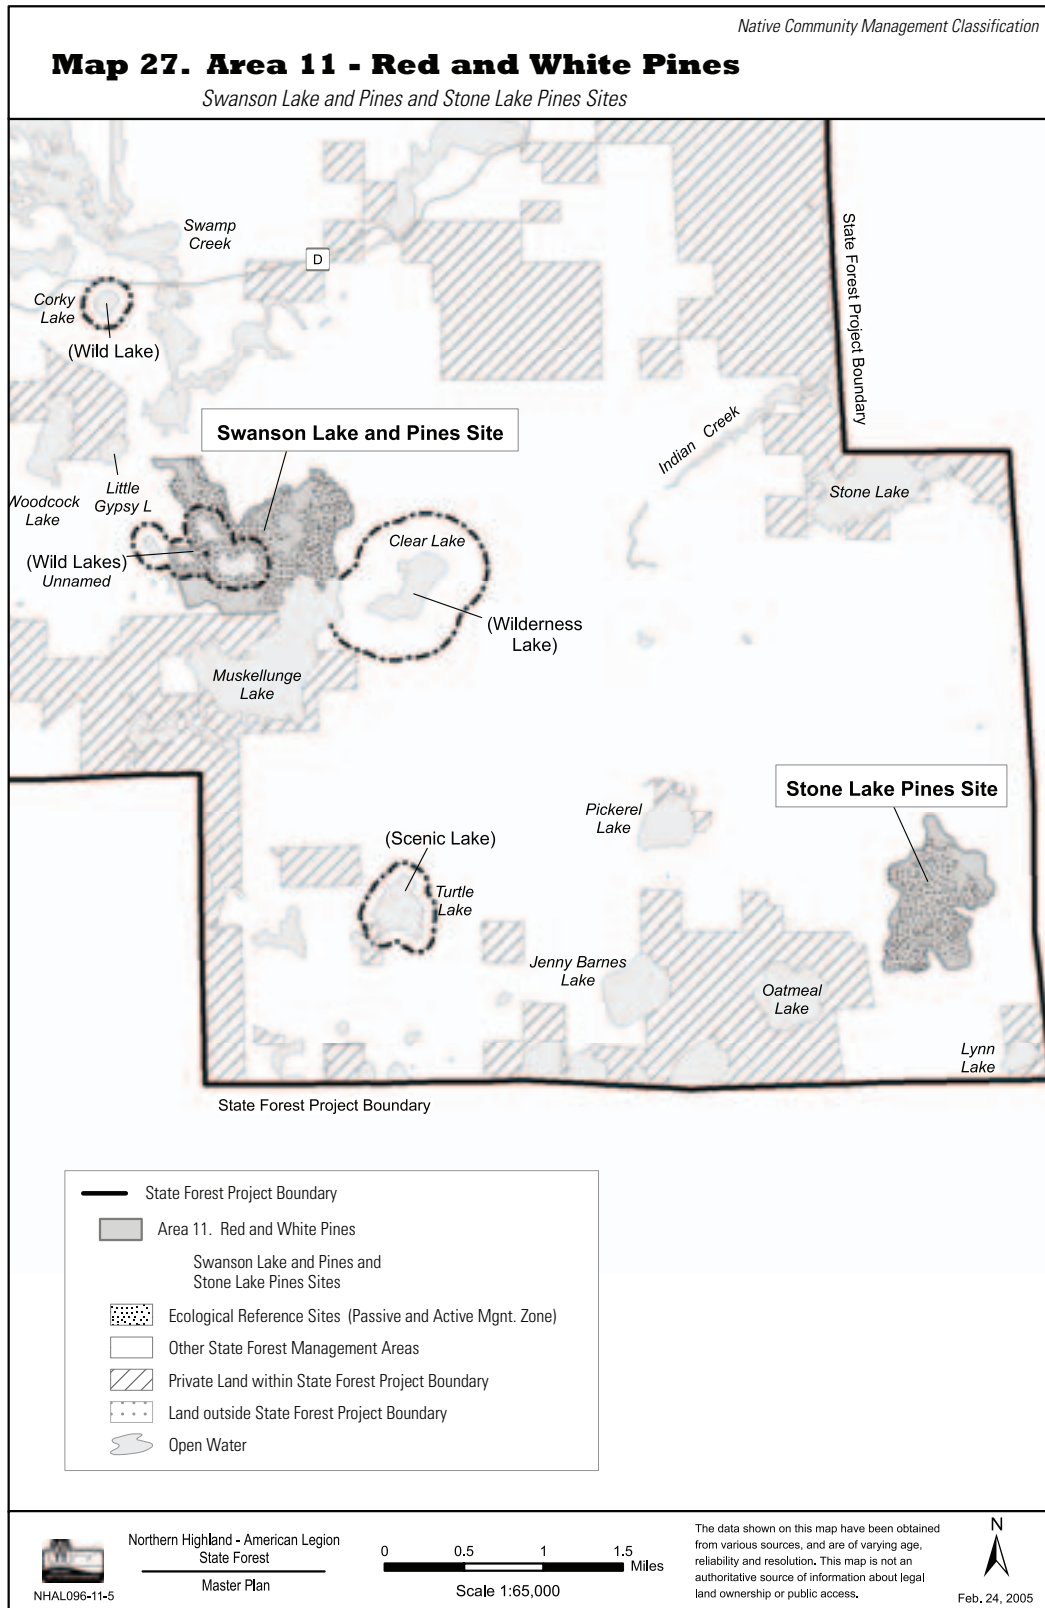 Native Community Management Classification
Map 27. Area 11 - Red and White Pines
Swanson Lake and Pines and Stone Lake Pines Sites
Swamp
Creek
D
State Forest Project Boundary
Corky
Lake
(Wild Lake)
Indian Creek
Swanson Lake and Pines Site
Little
Gypsy L
Woodcock
Lake
Stone Lake
Clear Lake
(Wild Lakes)
Unnamed
(Wilderness
Lake)
Muskellunge
Lake
Stone Lake Pines Site
Pickerel
Lake
(Scenic Lake)
Turtle
Lake
Jenny Barnes
Lake
Oatmeal
Lake
Lynn
Lake
State Forest Project Boundary
State Forest Project Boundary
Area 11. Red and White Pines
Swanson Lake and Pines and
Stone Lake Pines Sites
Ecological Reference Sites (Passive and Active Mgnt. Zone)
Other State Forest Management Areas
Private Land within State Forest Project Boundary
Land outside State Forest Project Boundary
Open Water
NHAL096-11-5
Northern Highland - American Legion
State Forest
Master Plan
0 0.5 1 1.5
Miles
Scale 1:65,000
The data shown on this map have been obtained
from various sources, and are of varying age,
reliability and resolution. This map is not an
authoritative source of information about legal
land ownership or public access.
N
Feb. 24, 2005